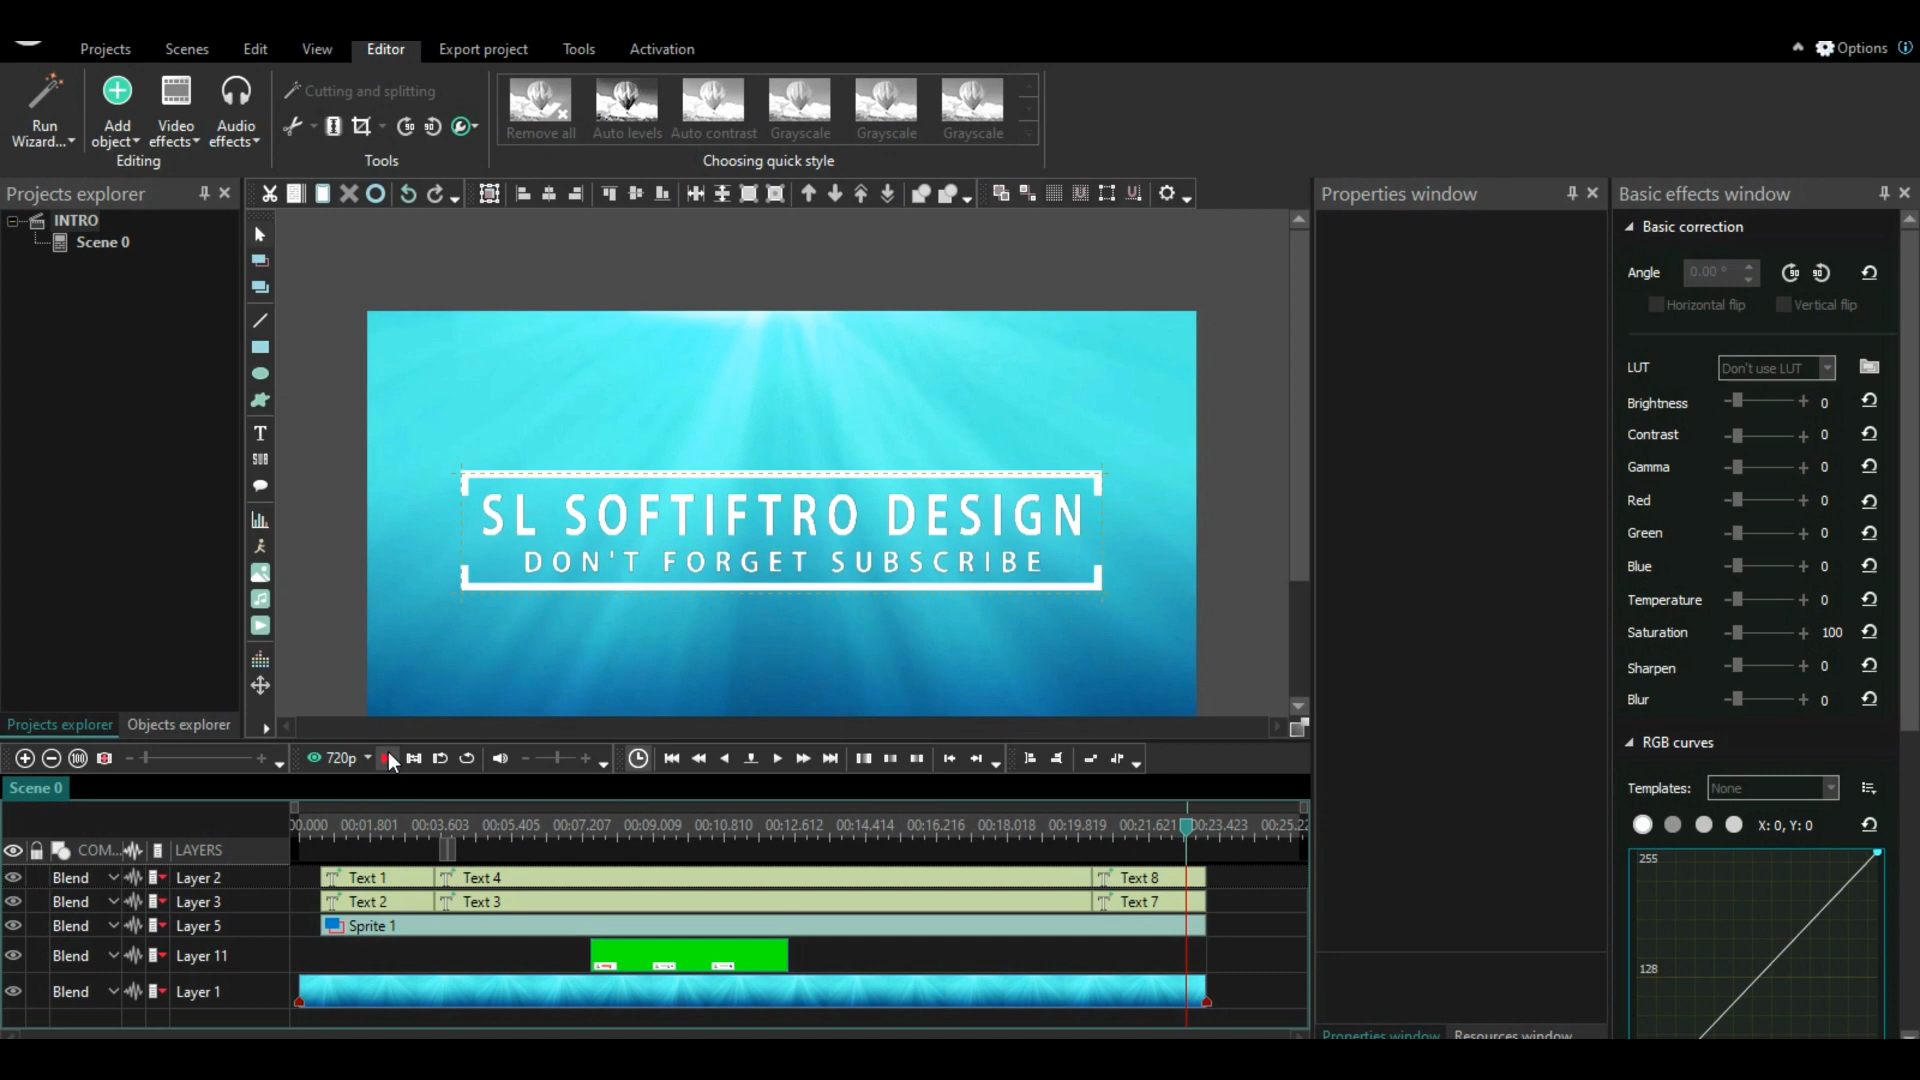 Projects Scenes Edit View Editor Export project Tools Activation Options
Cutting and splitting
Run Wizard...
Add object
Video effects
Audio effects
Remove all Auto levels Auto contrast Grayscale Grayscale Grayscale
Editing Tools Choosing quick style
Projects explorer
Properties window
Basic effects window
INTRO
Scene 0
T
SUB
SL SOFTIFTRO DESIGN
DON'T FORGET SUBSCRIBE
Basic correction
Angle 0.00 °
Horizontal flip Vertical flip
LUT Don't use LUT
Brightness 0
Contrast 0
Gamma 0
Red 0
Green 0
Blue 0
Temperature 0
Saturation 100
Sharpen 0
Blur 0
RGB curves
Templates: None
X: 0, Y: 0
255
128
Projects explorer Objects explorer
100 720p
Scene 0
00.000 00:01.801 00:03.603 00:05.405 00:07.207 00:09.009 00:10.810 00:12.612 00:14.414 00:16.216 00:18.018 00:19.819 00:21.621 00:23.423 00:25.22
COM... LAYERS
Blend Layer 2 Text 1 Text 4 Text 8
Blend Layer 3 Text 2 Text 3 Text 7
Blend Layer 5 Sprite 1
Blend Layer 11
Blend Layer 1
Properties window Resources window